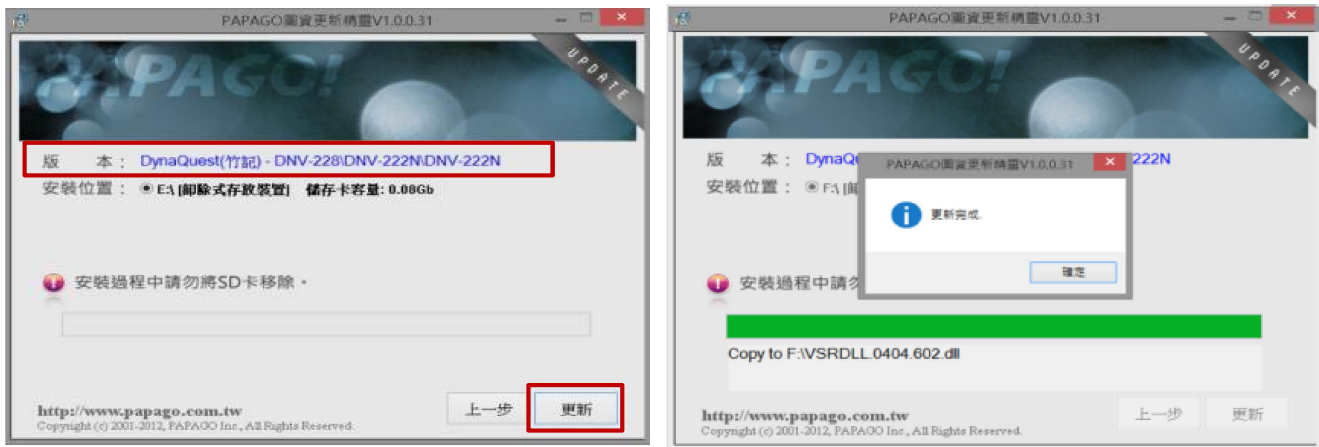 PAPAGO圖資更新精靈V1.0.0.31
PAPAGO!
UPDATE
版 本： DynaQuest(竹記) - DNV-228\DNV-222N\DNV-222N
安裝位置： E:\ [卸除式存放裝置] 儲存卡容量: 0.08Gb
安裝過程中請勿將SD卡移除。
上一步
更新
http://www.papago.com.tw
Copyright (c) 2001-2012, PAPAGO Inc., All Rights Reserved.
PAPAGO圖資更新精靈V1.0.0.31
PAPAGO!
UPDATE
版 本： DynaQ
222N
安裝位置： F:\ [卸
PAPAGO圖資更新精靈V1.0.0.31
更新完成.
確定
安裝過程中請勿
Copy to F:\VSRDLL.0404.602.dll
上一步
更新
http://www.papago.com.tw
Copyright (c) 2001-2012, PAPAGO Inc., All Rights Reserved.